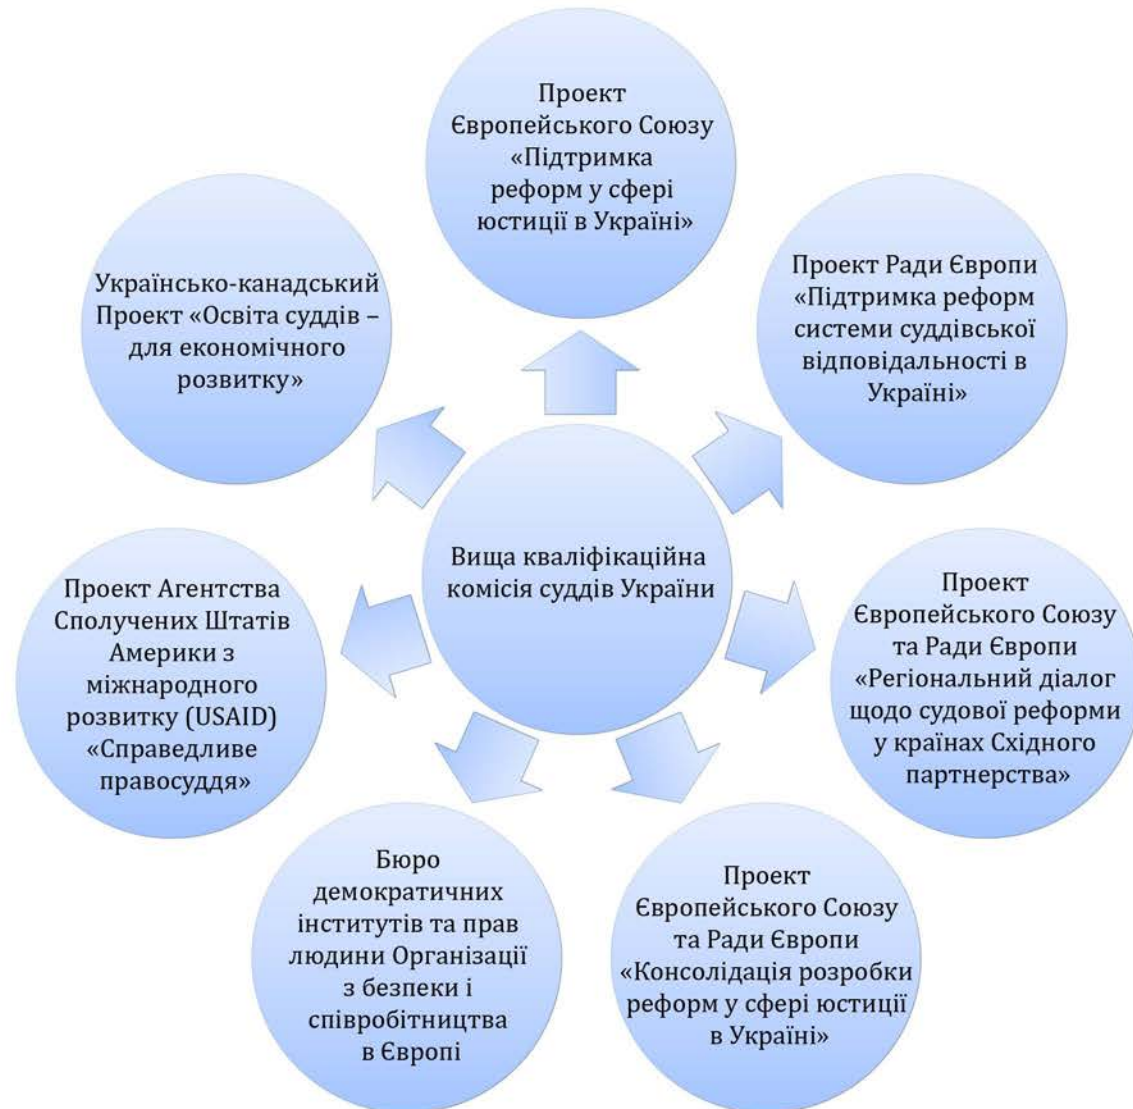 Проект
Європейського Союзу
«Підтримка
реформ у сфері
юстиції в Україні»
Українсько-канадський
Проект «Освіта суддів –
для економічного
розвитку»
Проект Ради Європи
«Підтримка реформ
системи суддівської
відповідальності в
Україні»
Вища кваліфікаційна
комісія суддів України
Проект Агентства
Сполучених Штатів
Америки з
міжнародного
розвитку (USAID)
«Справедливе
правосуддя»
Проект
Європейського Союзу
та Ради Європи
«Регіональний діалог
щодо судової реформи
у країнах Східного
партнерства»
Бюро
демократичних
інститутів та прав
людини Організації
з безпеки і
співробітництва
в Європі
Проект
Європейського Союзу
та Ради Європи
«Консолідація розробки
реформ у сфері юстиції
в Україні»